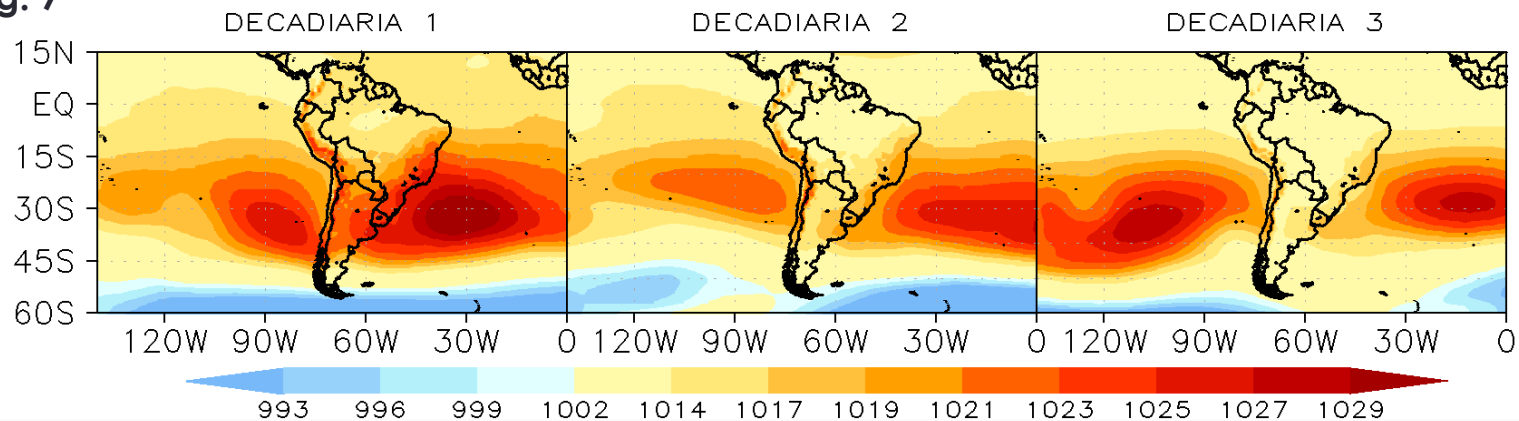 g. 7
DECADIARIA 1 DECADIARIA 2 DECADIARIA 3
15N
EQ
15S
30S
45S
60S
120W 90W 60W 30W 0 120W 90W 60W 30W 0 120W 90W 60W 30W 0
993 996 999 1002 1014 1017 1019 1021 1023 1025 1027 1029